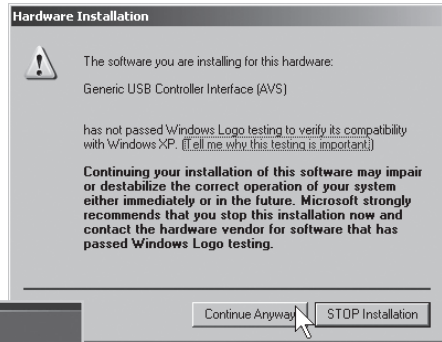 Hardware Installation
The software you are installing for this hardware:
Generic USB Controller Interface (AVS)
has not passed Windows Logo testing to verify its compatibility
with Windows XP. (Tell me why this testing is important.)
Continuing your installation of this software may impair
or destabilize the correct operation of your system
either immediately or in the future. Microsoft strongly
recommends that you stop this installation now and
contact the hardware vendor for software that has
passed Windows Logo testing.
Continue Anyway STOP Installation